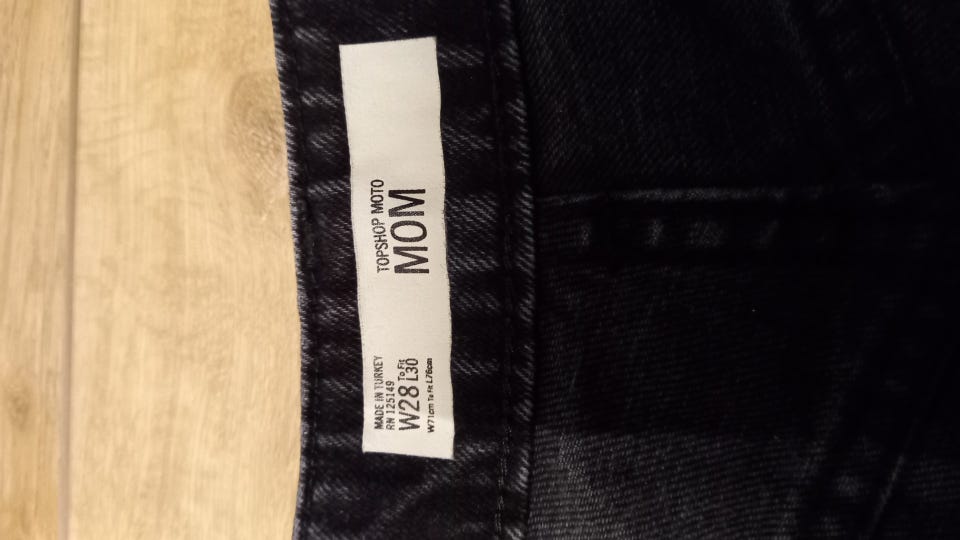 MADE IN TURKEY
RN 125149
W28 To Fit L30
W71cm To Fit L76cm
TOPSHOP MOTO
MOM